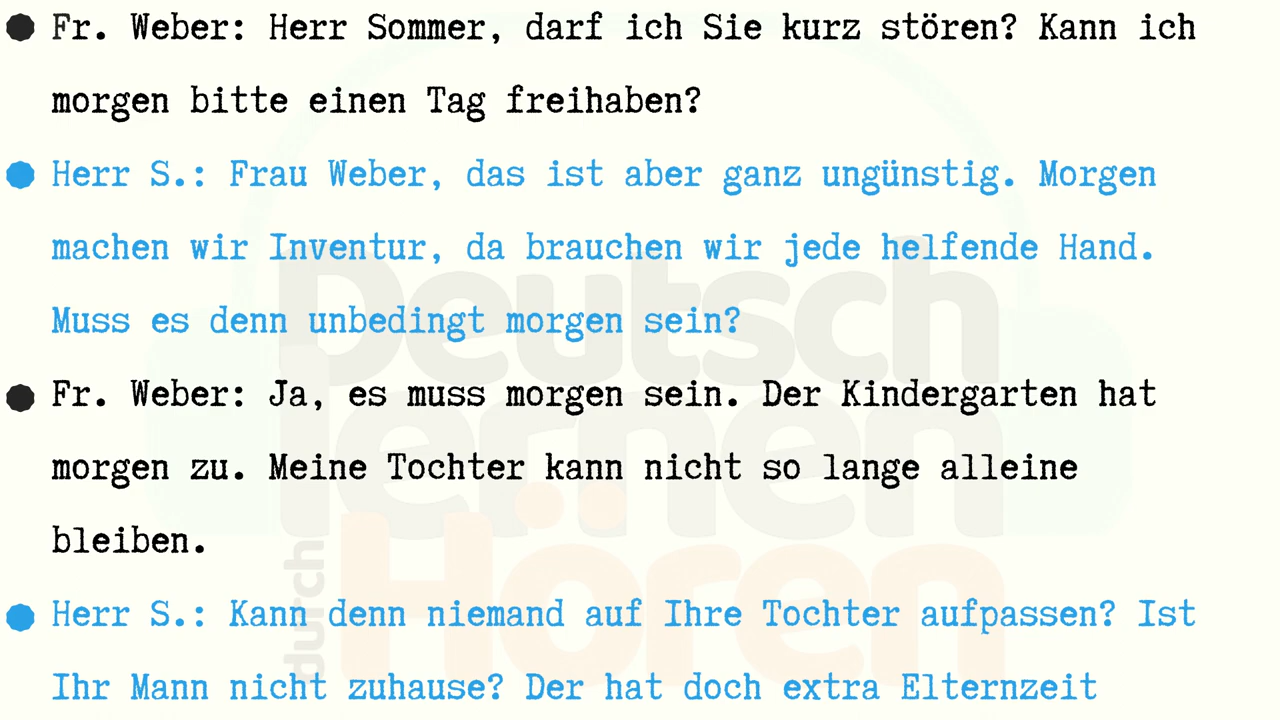 Fr. Weber: Herr Sommer, darf ich Sie kurz stören? Kann ich
morgen bitte einen Tag freihaben?
Herr S.: Frau Weber, das ist aber ganz ungünstig. Morgen
machen wir Inventur, da brauchen wir jede helfende Hand.
Muss es denn unbedingt morgen sein?
Fr. Weber: Ja, es muss morgen sein. Der Kindergarten hat
morgen zu. Meine Tochter kann nicht so lange alleine
bleiben.
Herr S.: Kann denn niemand auf Ihre Tochter aufpassen? Ist
Ihr Mann nicht zuhause? Der hat doch extra Elternzeit
Deutsch
lernen
durch
Hören